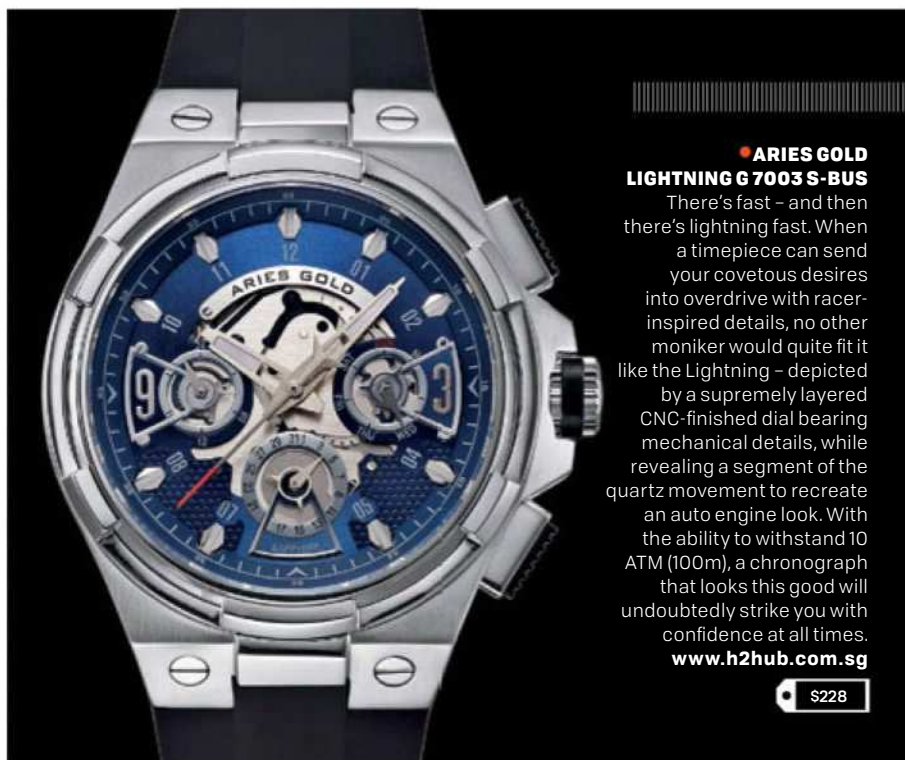 ARIES GOLD
LIGHTNING G 7003 S-BUS
There's fast – and then
there's lightning fast. When
a timepiece can send
your covetous desires
into overdrive with racer-
inspired details, no other
moniker would quite fit it
like the Lightning – depicted
by a supremely layered
CNC-finished dial bearing
mechanical details, while
revealing a segment of the
quartz movement to recreate
an auto engine look. With
the ability to withstand 10
ATM (100m), a chronograph
that looks this good will
undoubtedly strike you with
confidence at all times.
www.h2hub.com.sg
$228
ARIES GOLD
12
01
02
3
04
05
07
08
9
10
11